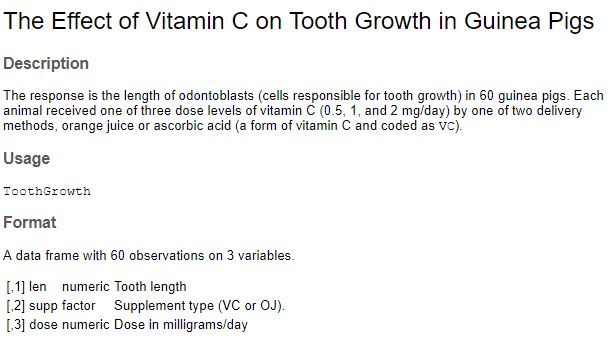 The Effect of Vitamin C on Tooth Growth in Guinea Pigs
Description
The response is the length of odontoblasts (cells responsible for tooth growth) in 60 guinea pigs. Each
animal received one of three dose levels of vitamin C (0.5, 1, and 2 mg/day) by one of two delivery
methods, orange juice or ascorbic acid (a form of vitamin C and coded as VC).
Usage
ToothGrowth
Format
A data frame with 60 observations on 3 variables.
[,1] len numeric Tooth length
[,2] supp factor Supplement type (VC or OJ).
[,3] dose numeric Dose in milligrams/day